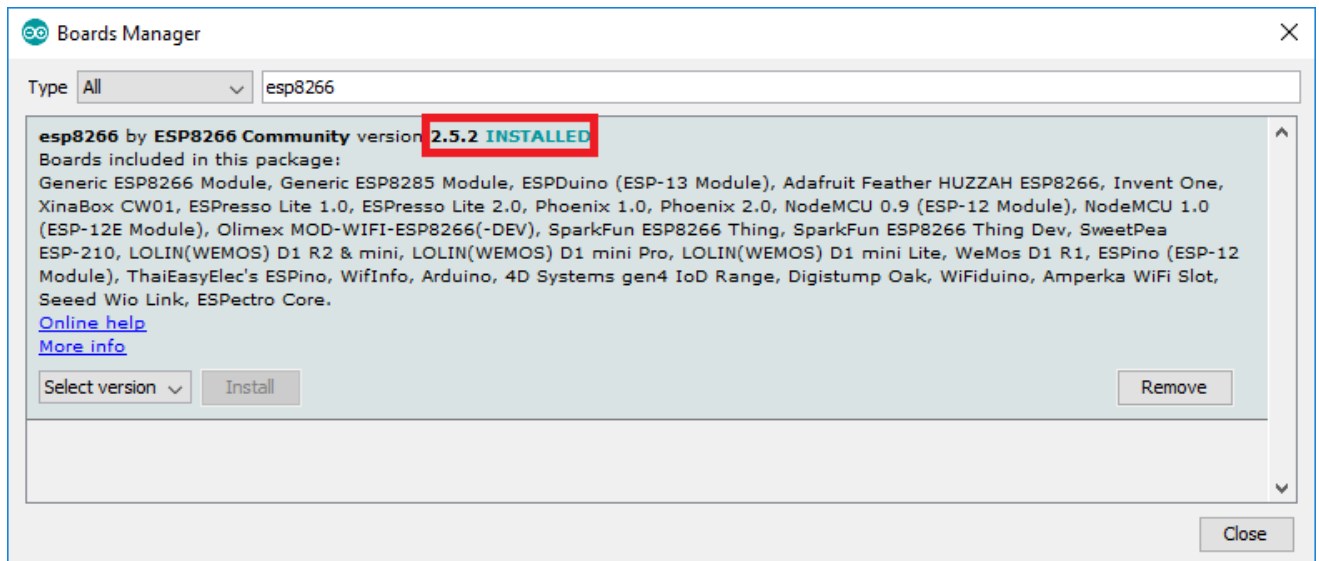 Boards Manager
Type All esp8266
esp8266 by ESP8266 Community version 2.5.2 INSTALLED
Boards included in this package:
Generic ESP8266 Module, Generic ESP8285 Module, ESPDuino (ESP-13 Module), Adafruit Feather HUZZAH ESP8266, Invent One,
XinaBox CW01, ESPresso Lite 1.0, ESPresso Lite 2.0, Phoenix 1.0, Phoenix 2.0, NodeMCU 0.9 (ESP-12 Module), NodeMCU 1.0
(ESP-12E Module), Olimex MOD-WIFI-ESP8266(-DEV), SparkFun ESP8266 Thing, SparkFun ESP8266 Thing Dev, SweetPea
ESP-210, LOLIN(WEMOS) D1 R2 & mini, LOLIN(WEMOS) D1 mini Pro, LOLIN(WEMOS) D1 mini Lite, WeMos D1 R1, ESPino (ESP-12
Module), ThaiEasyElec's ESPino, WifInfo, Arduino, 4D Systems gen4 IoD Range, Digistump Oak, WiFiduino, Amperka WiFi Slot,
Seeed Wio Link, ESPectro Core.
Online help
More info
Select version Install Remove
Close